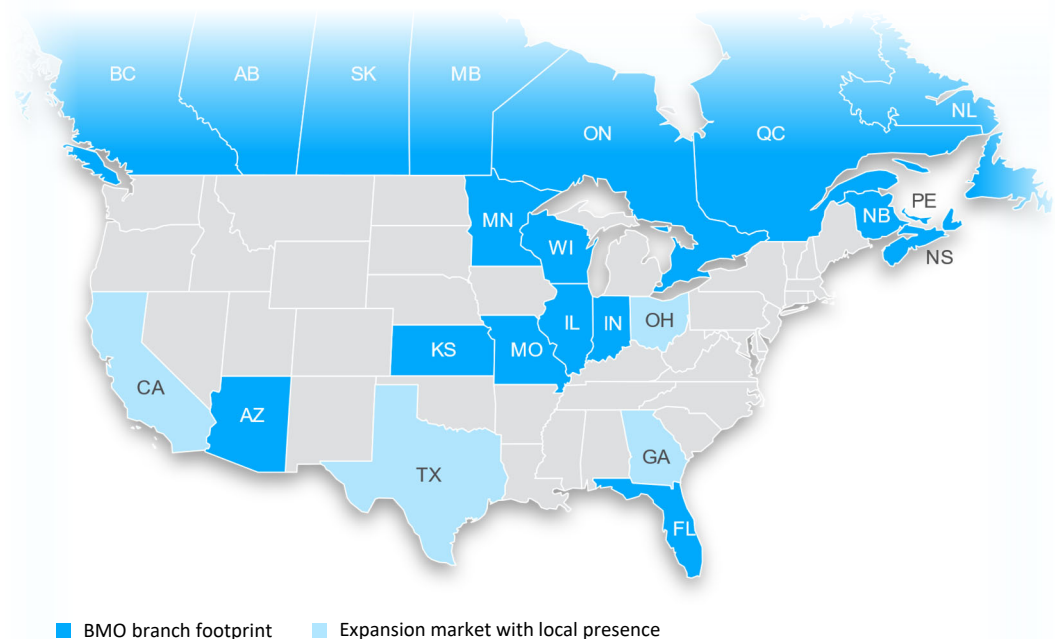 BC
AB
SK
MB
ON
QC
NL
PE
NB
NS
MN
WI
IL
IN
OH
KS
MO
CA
AZ
TX
GA
FL
BMO branch footprint
Expansion market with local presence